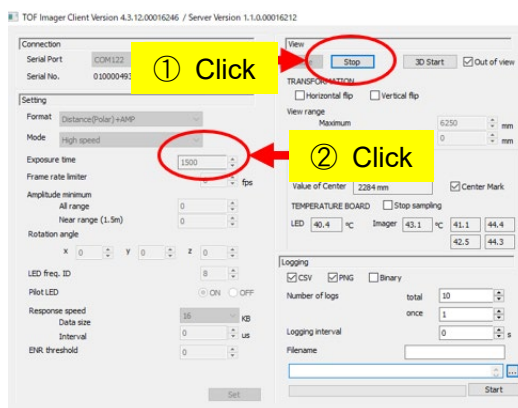 TOF Imager Client Version 4.3.12.00016246 / Server Version 1.1.0.00016212
Connection
Serial Port COM122
Serial No. 010000493
① Click
Setting
Format Distance(Polar)+AMP
Mode High speed
Exposure time 1500
Frame rate limiter fps
Amplitude minimum
All range 0
Near range (1.5m) 0
Rotation angle
X 0 Y 0 Z 0
LED freq. ID 8
Pilot LED ON OFF
Response speed
Data size 16 KB
Interval 0 us
ENR threshold 0
Set
View
Stop 3D Start Out of view
TRANSFORMATION
Horizontal flip Vertical flip
View range
Maximum 6250 mm
0 mm
② Click
Value of Center 2284 mm Center Mark
TEMPERATURE BOARD Stop sampling
LED 40.4 ℃ Imager 43.1 ℃ 41.1 44.4
42.5 44.3
Logging
CSV PNG Binary
Number of logs total 10
once 1
Logging interval 0 s
Filename
...
Start